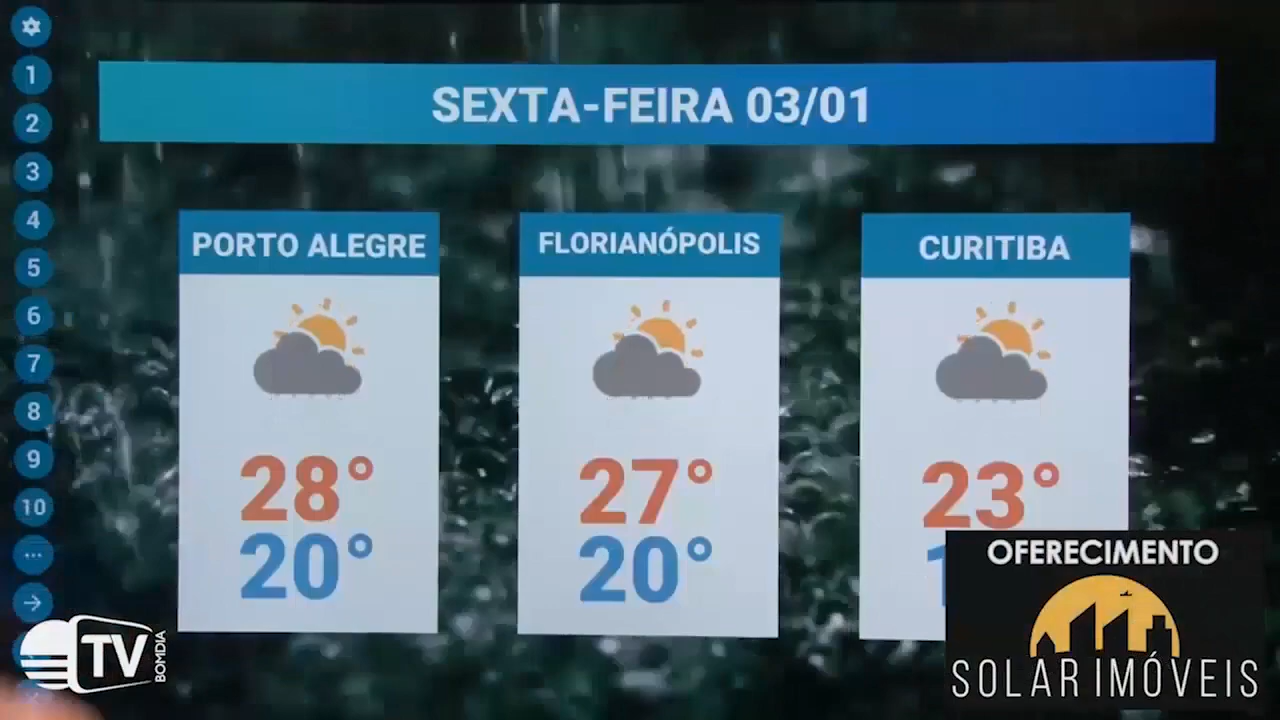 SEXTA-FEIRA 03/01
1
2
3
4
5
6
7
8
9
10
PORTO ALEGRE
FLORIANÓPOLIS
CURITIBA
28°
20°
27°
20°
23°
1
OFERECIMENTO
SOLAR IMÓVEIS
TV
BOMDIA